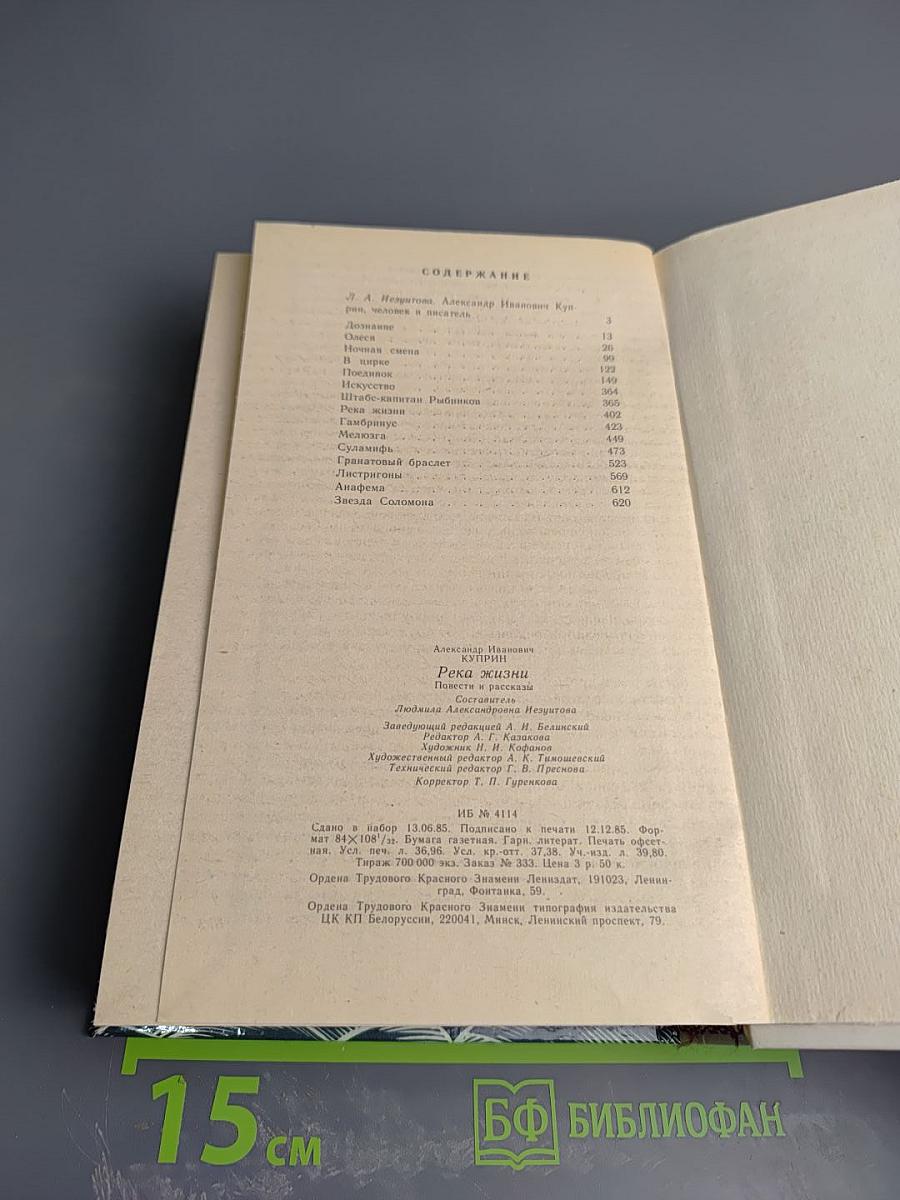 СОДЕРЖАНИЕ
Л. А. Иезуитова. Александр Иванович Куп-
рин, человек и писатель . . . . . . . . 3
Дознание . . . . . . . . . . 13
Олеся . . . . . . . . . . 26
Ночная смена . . . . . . . . . . 99
В цирке . . . . . . . . . . 122
Поединок . . . . . . . . . . 149
Искусство . . . . . . . . . . 364
Штабс-капитан Рыбников . . . . . . . . 365
Река жизни . . . . . . . . . . 402
Гамбринус . . . . . . . . . . 423
Мелюзга . . . . . . . . . . 449
Суламифь . . . . . . . . . . 473
Гранатовый браслет . . . . . . . . . 523
Листригоны . . . . . . . . . . 569
Анафема . . . . . . . . . . 612
Звезда Соломона . . . . . . . . . . 620
Александр Иванович
КУПРИН
Река жизни
Повести и рассказы
Составитель
Людмила Александровна Иезуитова
Заведующий редакцией А. И. Белинский
Редактор А. Г. Казакова
Художник Н. И. Кофанов
Художественный редактор А. К. Тимошевский
Технический редактор Г. В. Преснова
Корректор Т. П. Гуренкова
ИБ № 4114
Сдано в набор 13.06.85. Подписано к печати 12.12.85. Фор-
мат 84×108¹/₃₂. Бумага газетная. Гарн. литерат. Печать офсет-
ная. Усл. печ. л. 36,96. Усл. кр.-отт. 37,38. Уч.-изд. л. 39,80.
Тираж 700 000 экз. Заказ № 333. Цена 3 р. 50 к.
Ордена Трудового Красного Знамени Лениздат, 191023, Ленин-
град, Фонтанка, 59.
Ордена Трудового Красного Знамени типография издательства
ЦК КП Белоруссии, 220041, Минск, Ленинский проспект, 79.
15 см
БФ БИБЛИОФАН